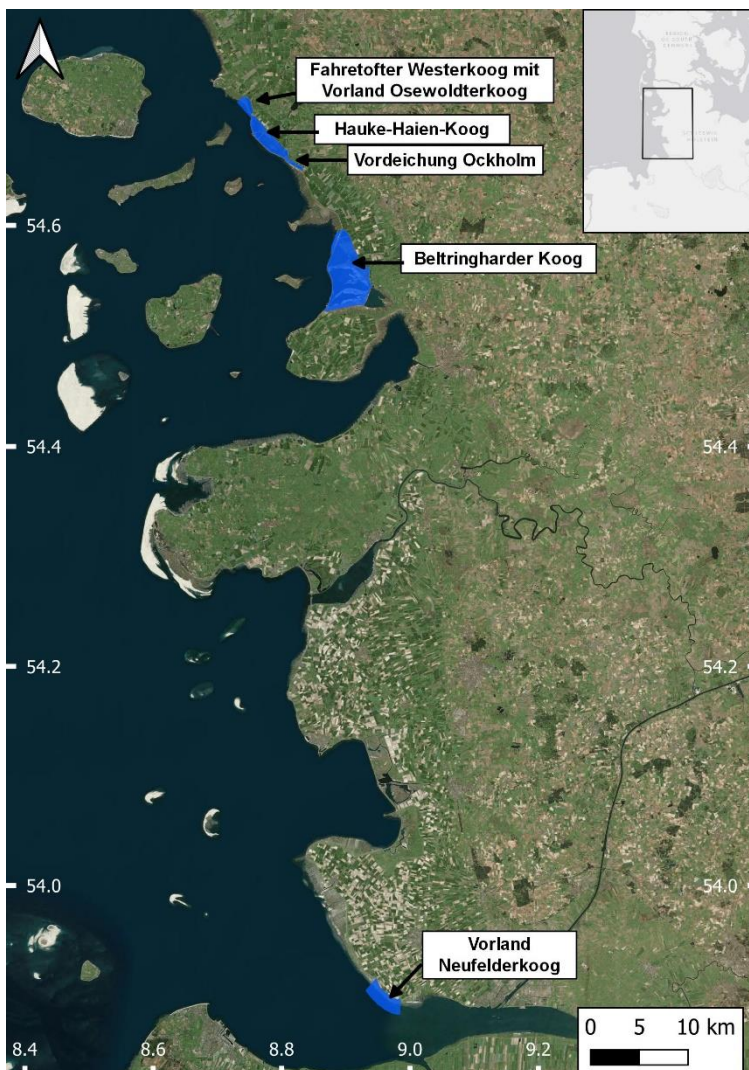 Fahretofter Westerkoog mit
Vorland Osewoldterkoog
Hauke-Haien-Koog
Vordeichung Ockholm
54.6
Beltringharder Koog
54.4
54.4
54.2
54.2
54.0
54.0
Vorland
Neufelderkoog
0 5 10 km
8.4
8.6
8.8
9.0
9.2